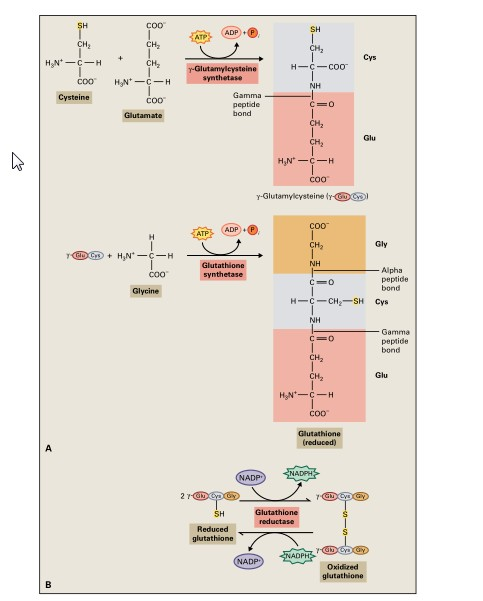 SH
CH₂
H₃N⁺ C H
COO⁻
Cysteine
+
COO⁻
CH₂
CH₂
H₃N⁺ C H
COO⁻
Glutamate
ATP ADP + P
γ-Glutamylcysteine
synthetase
SH
CH₂
H C COO⁻
NH
Cys
Gamma
peptide
bond
C=O
CH₂
CH₂
H₃N⁺ C H
COO⁻
Glu
γ-Glutamylcysteine (γ-Glu Cys)
γ-Glu Cys +
H
H₃N⁺ C H
COO⁻
Glycine
ATP ADP + P
Glutathione
synthetase
COO⁻
CH₂
NH
Gly
Alpha
peptide
bond
C=O
H C CH₂ SH
NH
Cys
Gamma
peptide
bond
C=O
CH₂
CH₂
H₃N⁺ C H
COO⁻
Glu
Glutathione
(reduced)
A
NADP⁺ NADPH
2 γ-Glu Cys Gly
SH
Reduced
glutathione
Glutathione
reductase
γ-Glu Cys Gly
S
S
γ-Glu Cys Gly
NADP⁺ NADPH
Oxidized
glutathione
B